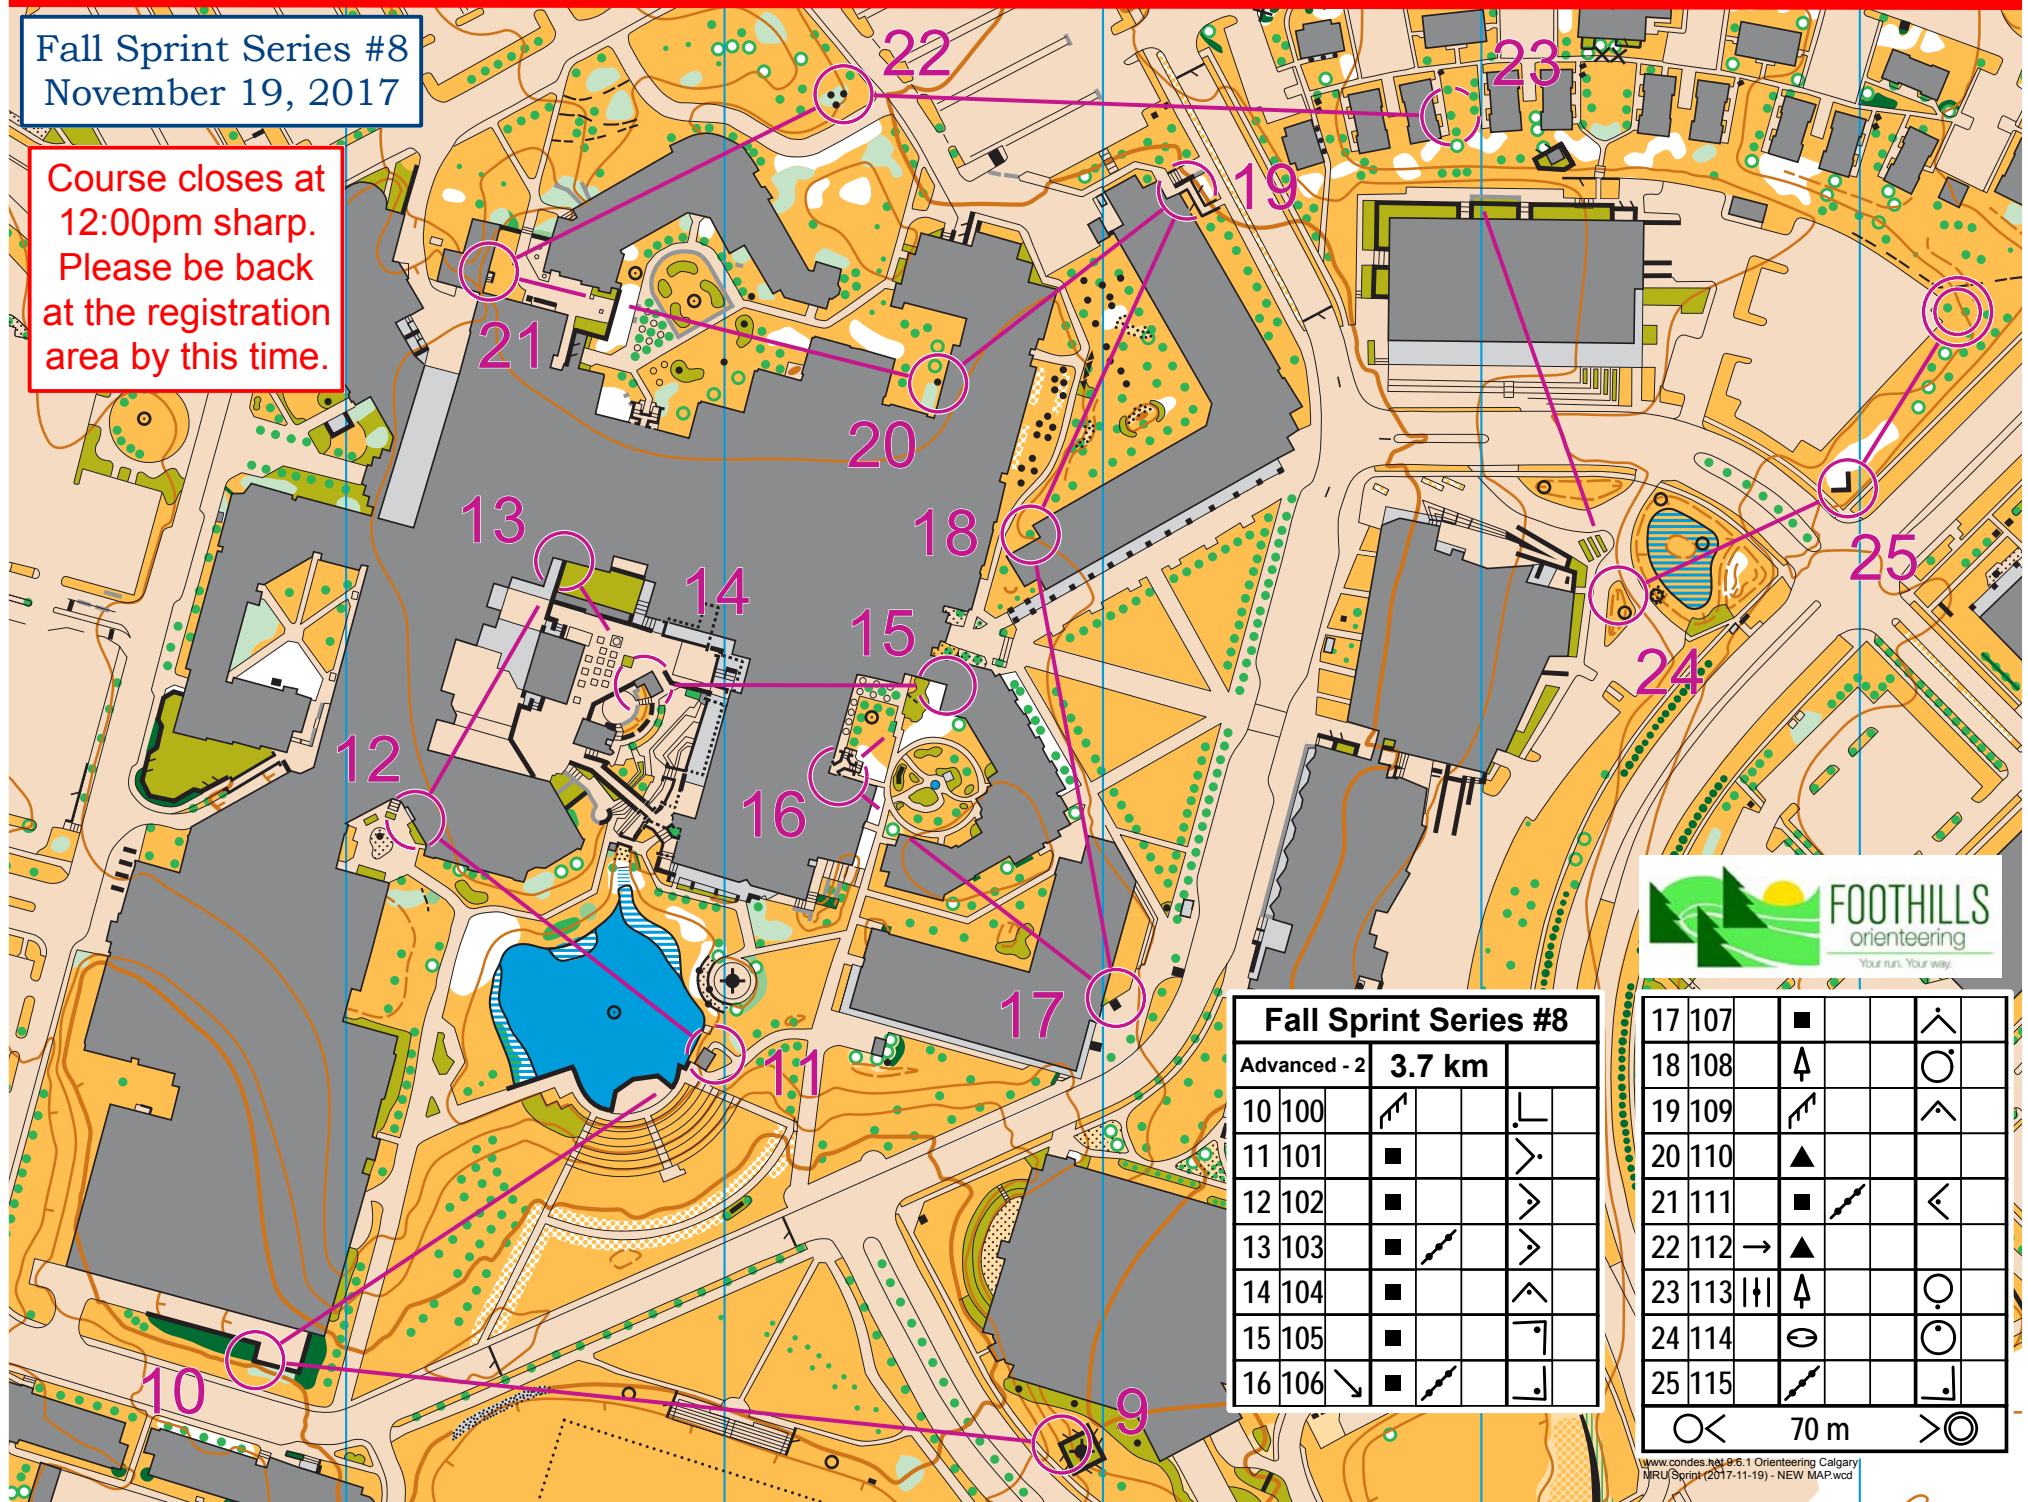 Fall Sprint Series #8
November 19, 2017
Course closes at
12:00pm sharp.
Please be back
at the registration
area by this time.
22
23
19
21
20
13
18
14
15
25
24
12
16
17
11
10
9
FOOTHILLS
orienteering
Your run. Your way.
Fall Sprint Series #8
Advanced - 2 3.7 km
10 100
11 101
12 102
13 103
14 104
15 105
16 106
17 107
18 108
19 109
20 110
21 111
22 112
23 113
24 114
25 115
70 m
www.condes.net 9.6.1 Orienteering Calgary
MRU Sprint (2017-11-19) - NEW MAP.wcd